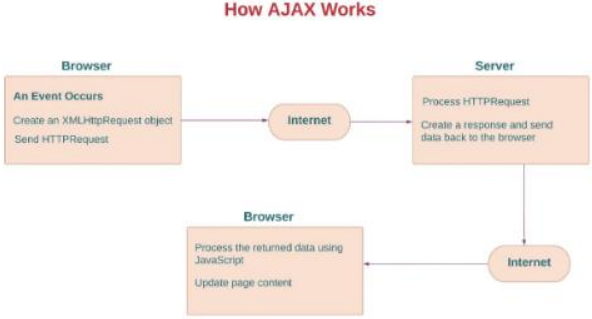 How AJAX Works
Browser
An Event Occurs
Create an XMLHttpRequest object
Send HTTPRequest
Internet
Server
Process HTTPRequest
Create a response and send
data back to the browser
Internet
Browser
Process the returned data using
JavaScript
Update page content